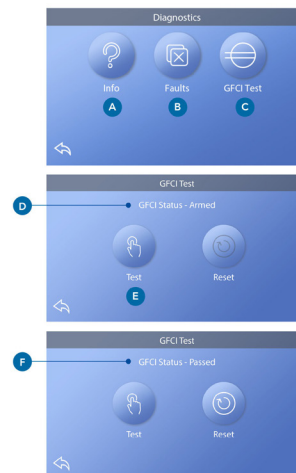 Diagnostics
Info Faults GFCI Test
A B C
GFCI Test
D GFCI Status - Armed
Test Reset
E
GFCI Test
F GFCI Status - Passed
Test Reset